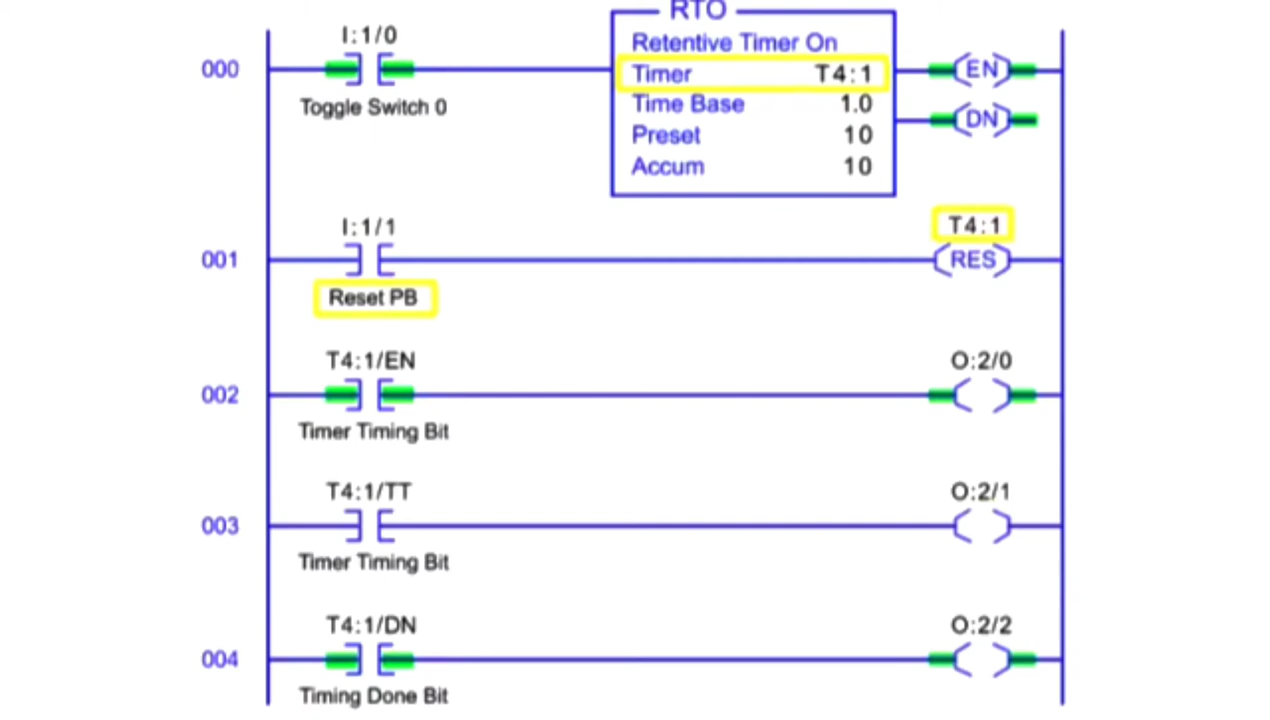 RTO
I:1/0
Retentive Timer On
000
Timer T4:1
EN
Toggle Switch 0
Time Base 1.0
DN
Preset 10
Accum 10
I:1/1
T4:1
001
RES
Reset PB
T4:1/EN
O:2/0
002
Timer Timing Bit
T4:1/TT
O:2/1
003
Timer Timing Bit
T4:1/DN
O:2/2
004
Timing Done Bit